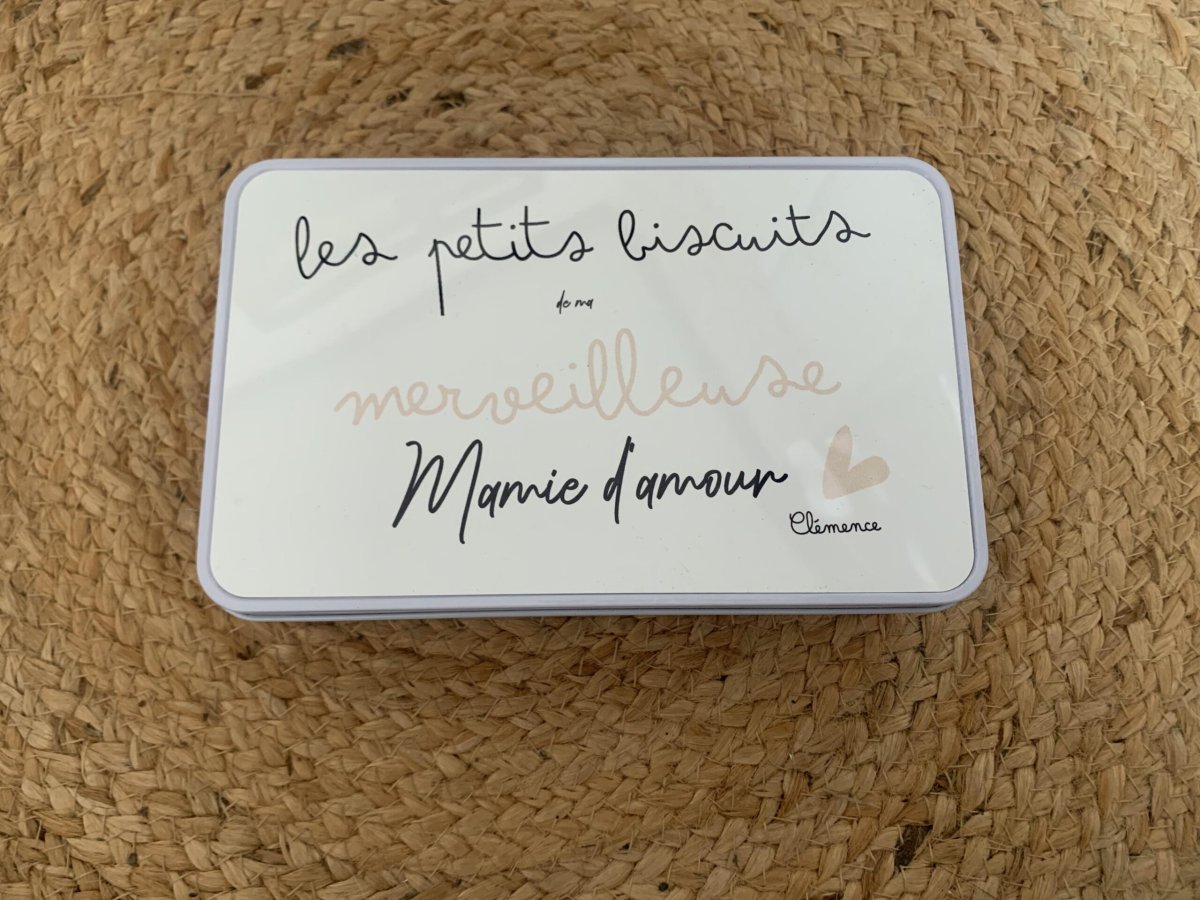 les petits biscuits
de ma
merveilleuse
Mamie d'amour
Clémence